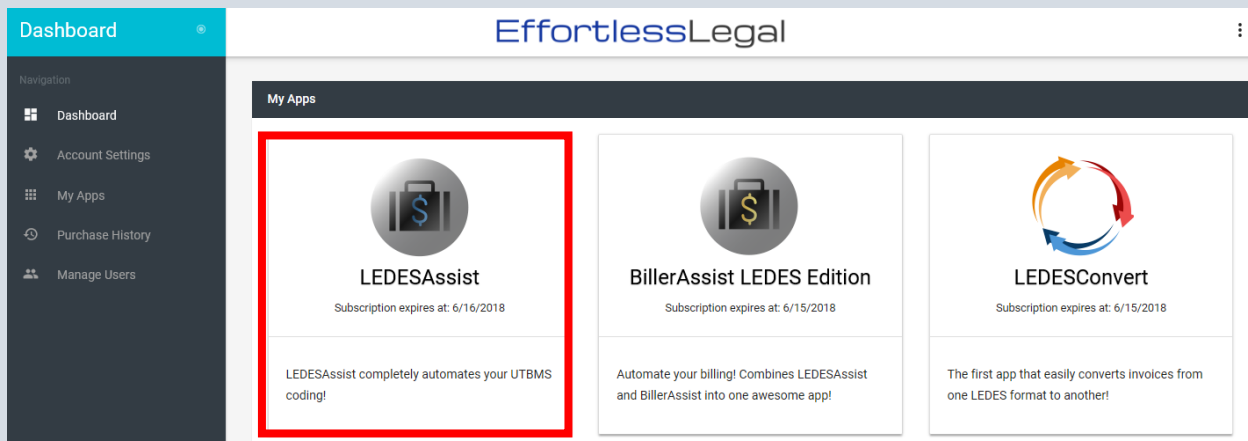 Dashboard
EffortlessLegal
Navigation
Dashboard
Account Settings
My Apps
Purchase History
Manage Users
My Apps
$
LEDESAssist
Subscription expires at: 6/16/2018
LEDESAssist completely automates your UTBMS
coding!
$
BillerAssist LEDES Edition
Subscription expires at: 6/15/2018
Automate your billing! Combines LEDESAssist
and BillerAssist into one awesome app!
LEDESConvert
Subscription expires at: 6/15/2018
The first app that easily converts invoices from
one LEDES format to another!